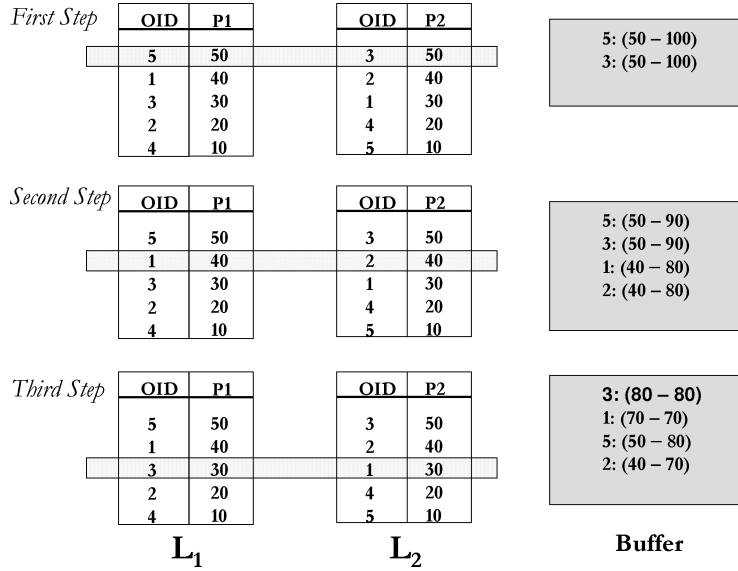 First Step
OID P1 OID P2
5 50 3 50
1 40 2 40
3 30 1 30
2 20 4 20
4 10 5 10
5: (50 – 100)
3: (50 – 100)
Second Step
OID P1 OID P2
5 50 3 50
1 40 2 40
3 30 1 30
2 20 4 20
4 10 5 10
5: (50 – 90)
3: (50 – 90)
1: (40 – 80)
2: (40 – 80)
Third Step
OID P1 OID P2
5 50 3 50
1 40 2 40
3 30 1 30
2 20 4 20
4 10 5 10
3: (80 – 80)
1: (70 – 70)
5: (50 – 80)
2: (40 – 70)
L1 L2 Buffer